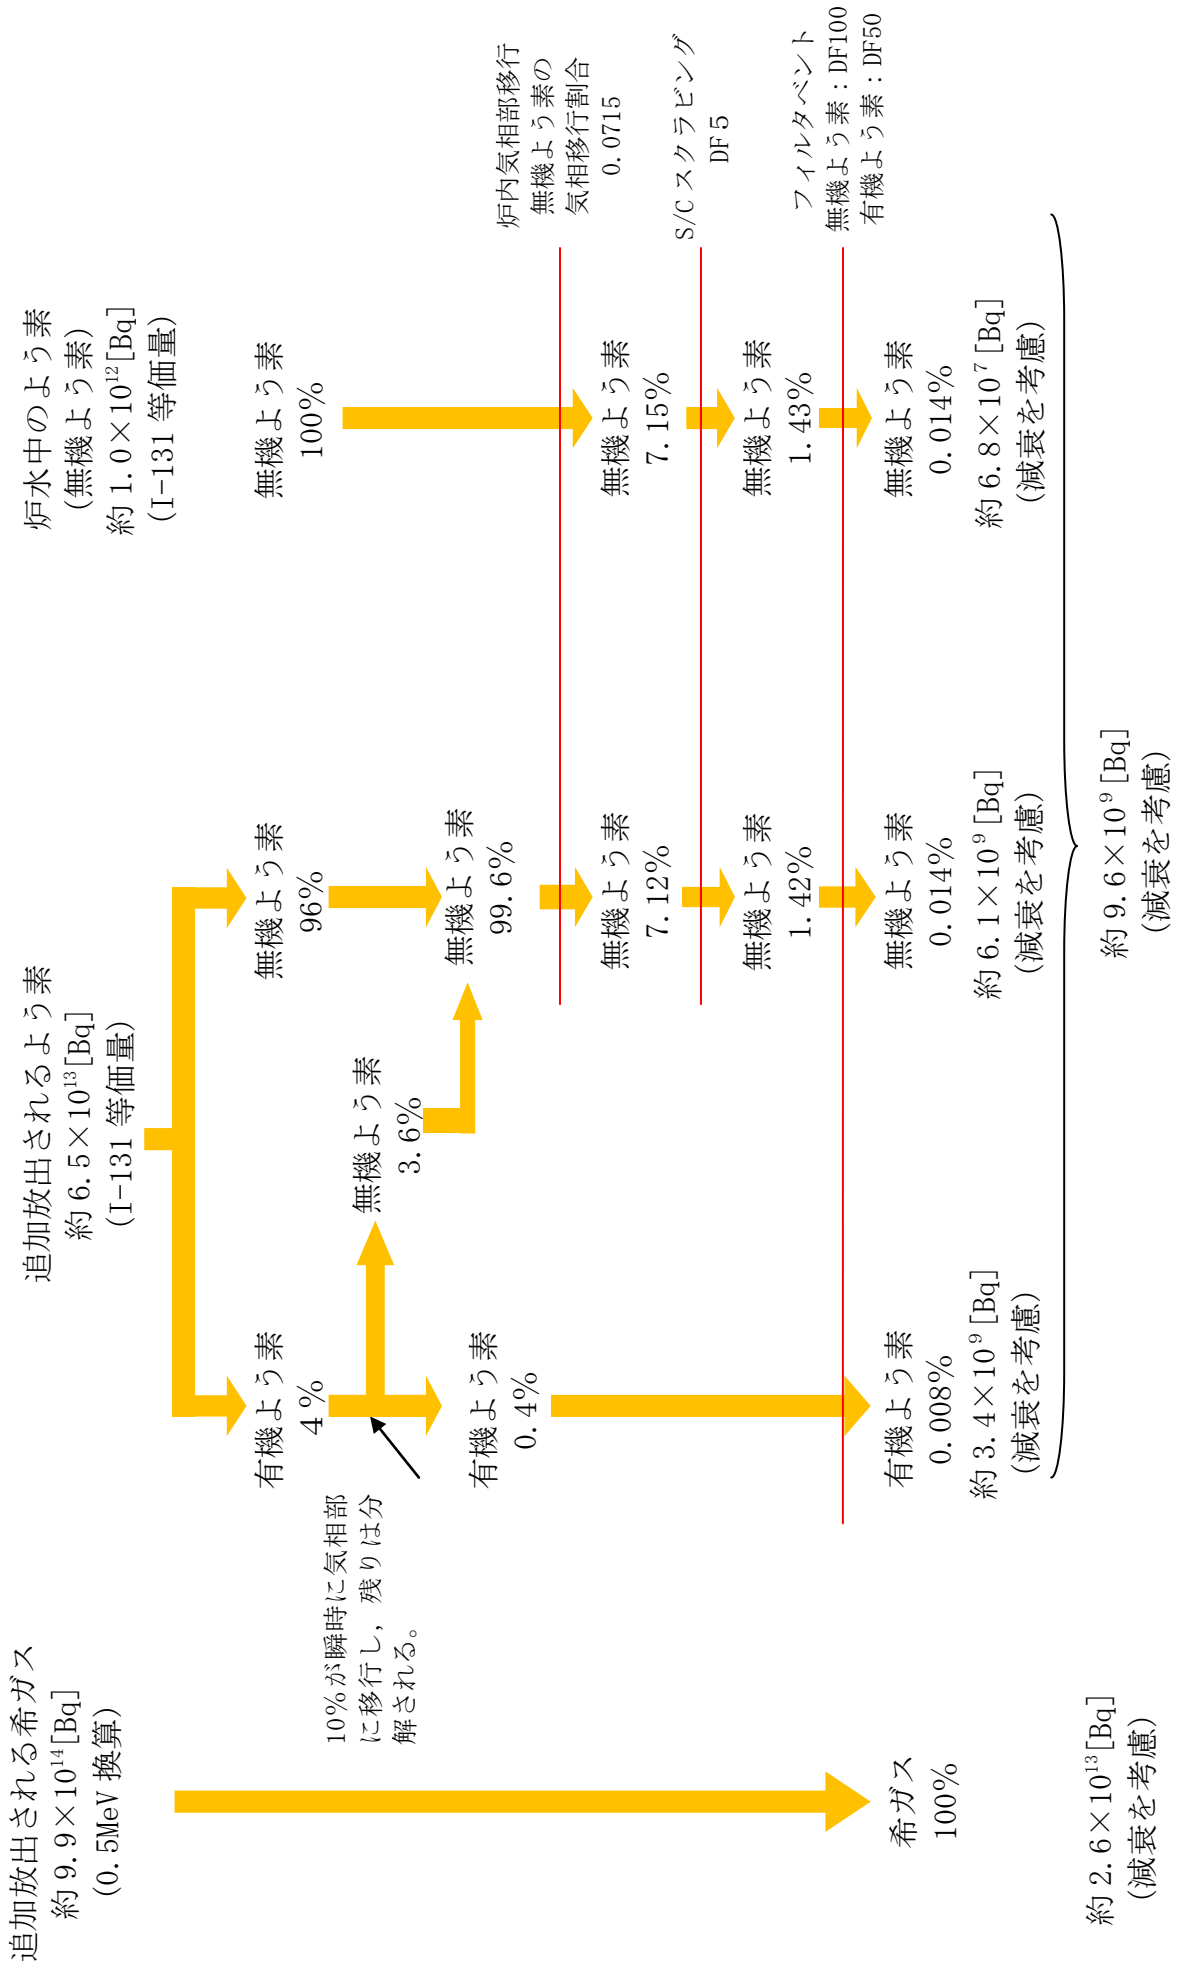 追加放出される希ガス
約9.9×10¹⁴[Bq]
(0.5MeV 換算)
希ガス
100%
約2.6×10¹³[Bq]
(減衰を考慮)
追加放出されるよう素
約6.5×10¹³[Bq]
(I-131 等価量)
有機よう素
4%
10%が瞬時に気相部
に移行し，残りは分
解される。
無機よう素
3.6%
有機よう素
0.4%
有機よう素
0.008%
約3.4×10⁹[Bq]
(減衰を考慮)
無機よう素
96%
無機よう素
99.6%
無機よう素
7.12%
無機よう素
1.42%
無機よう素
0.014%
約6.1×10⁹[Bq]
(減衰を考慮)
炉水中のよう素
(無機よう素)
約1.0×10¹²[Bq]
(I-131 等価量)
無機よう素
100%
無機よう素
7.15%
無機よう素
1.43%
無機よう素
0.014%
約6.8×10⁷[Bq]
(減衰を考慮)
炉内気相部移行
無機よう素の
気相移行割合
0.0715
S/Cスクラビング
DF5
フィルタベント
無機よう素：DF100
有機よう素：DF50
約9.6×10⁹[Bq]
(減衰を考慮)